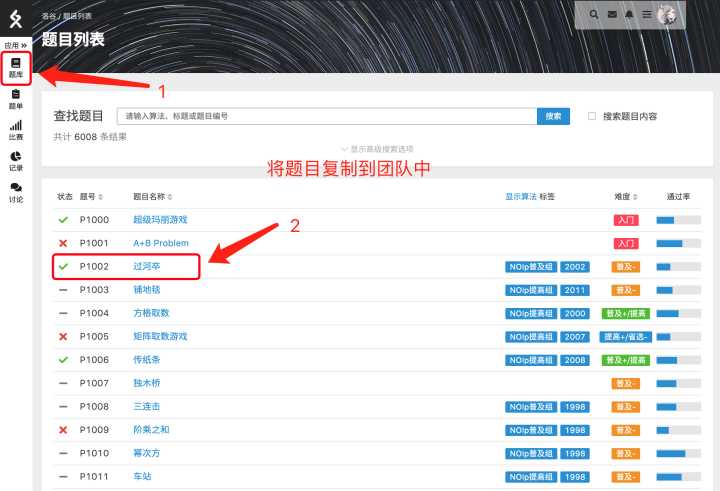 洛谷 / 题目列表
题目列表
应用 »
题库
题单
比赛
记录
讨论
1
查找题目
请输入算法、标题或题目编号
搜索
搜索题目内容
共计 6008 条结果
显示高级搜索选项
将题目复制到团队中
状态 题号 题目名称 显示算法 标签 难度 通过率
2
P1000 超级玛丽游戏 入门
P1001 A+B Problem 入门
P1002 过河卒 NOIp普及组 2002 普及-
P1003 铺地毯 NOIp提高组 2011 普及-
P1004 方格取数 NOIp提高组 2000 普及+/提高
P1005 矩阵取数游戏 NOIp提高组 2007 提高+/省选-
P1006 传纸条 NOIp提高组 2008 普及+/提高
P1007 独木桥 普及-
P1008 三连击 NOIp普及组 1998 普及-
P1009 阶乘之和 NOIp普及组 1998 普及-
P1010 幂次方 NOIp普及组 1998 普及-
P1011 车站 NOIp提高组 1998 普及-